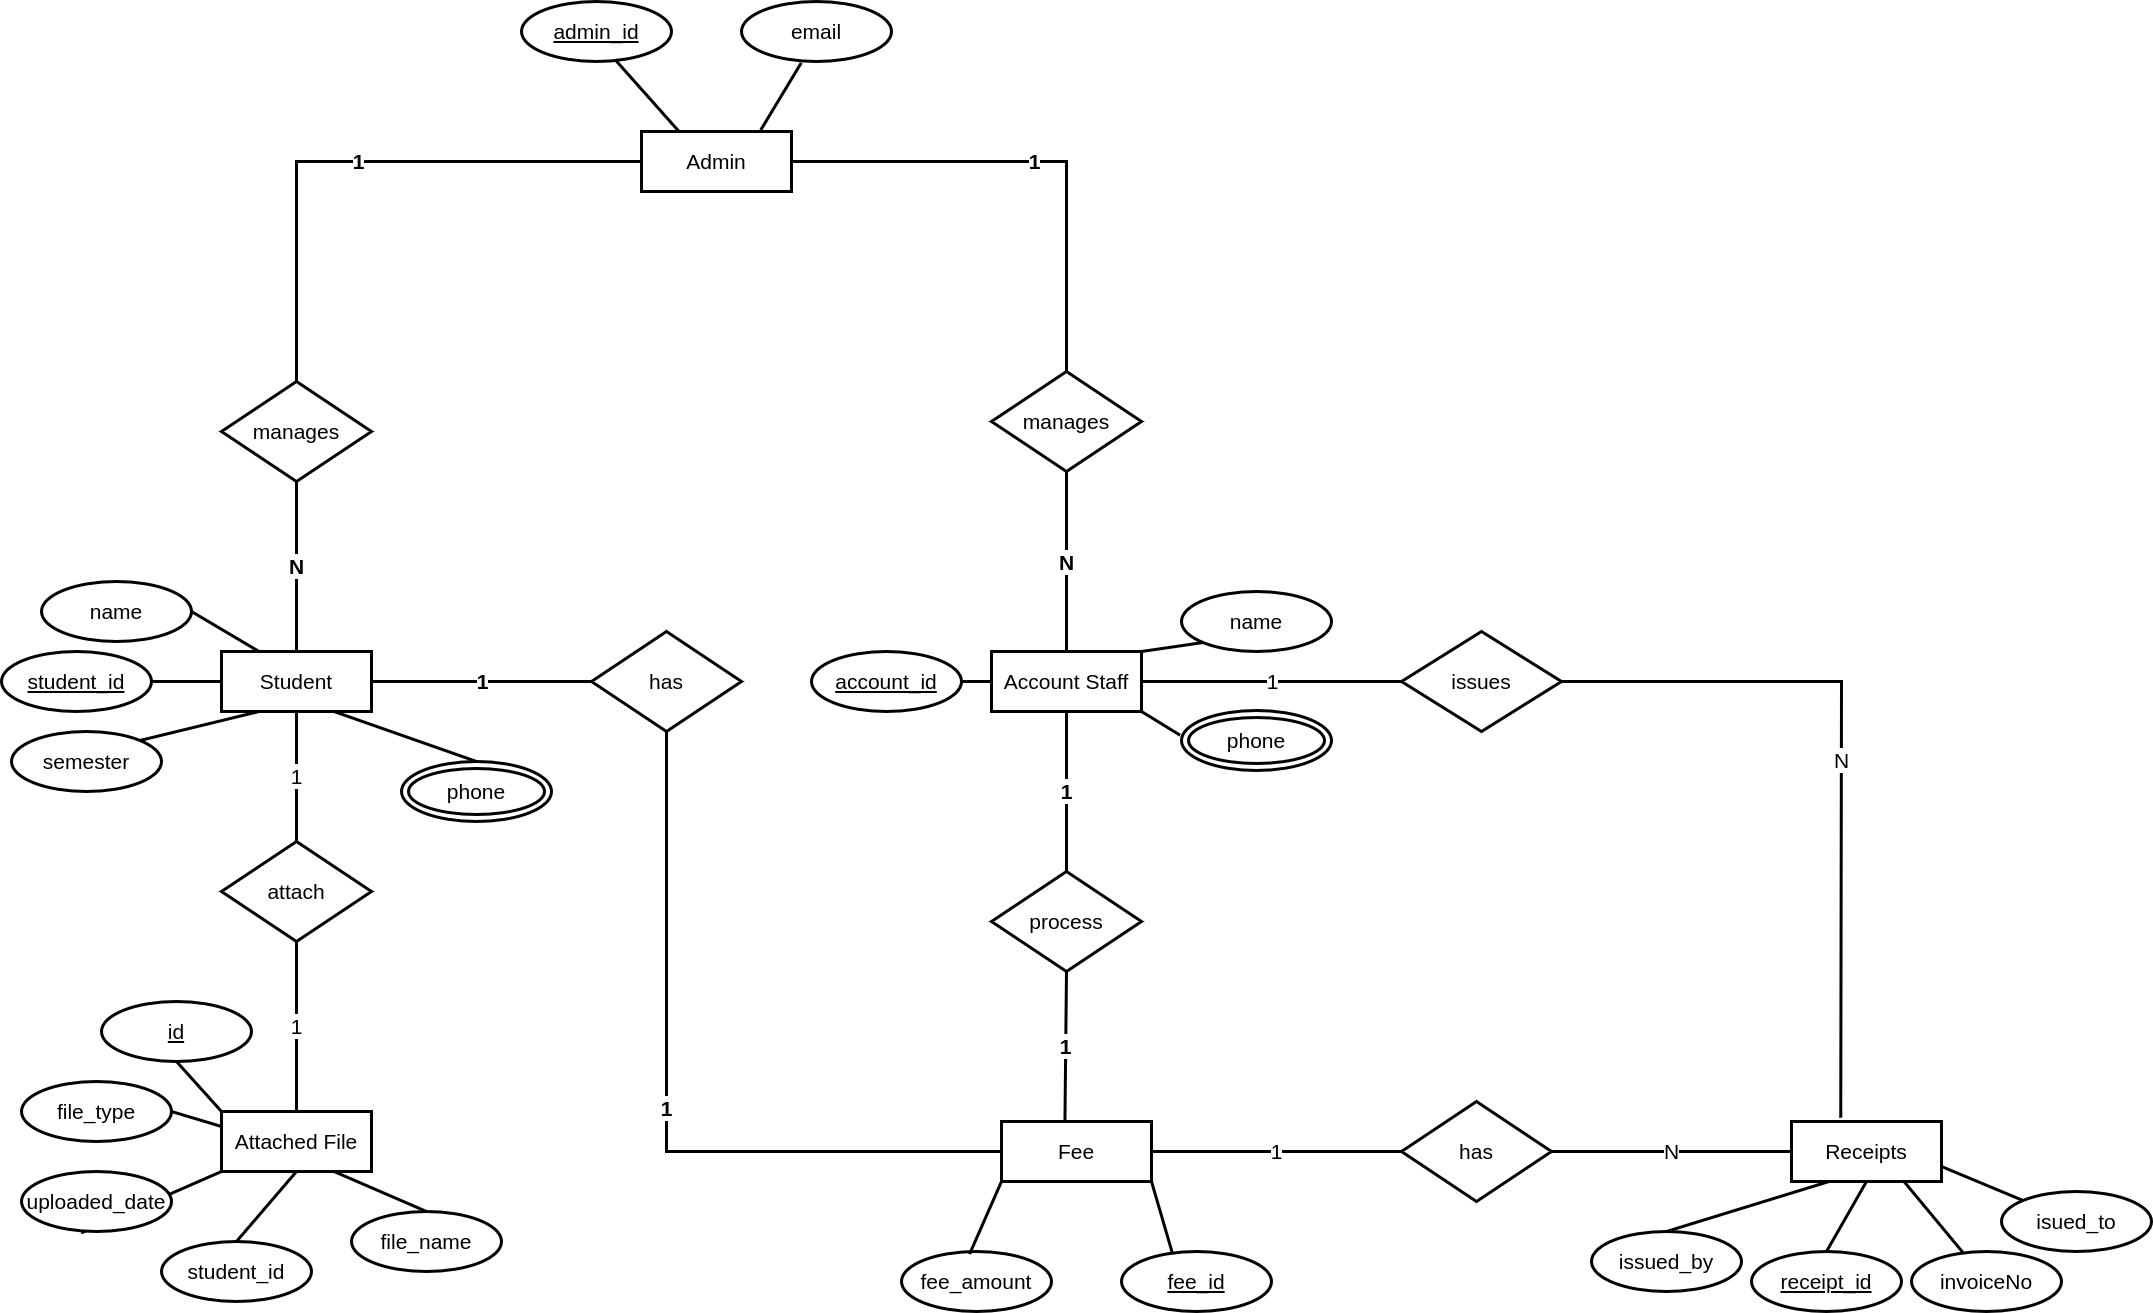 admin_id
email
1
Admin
1
manages
manages
N
N
name
name
student_id
Student
1
has
account_id
Account Staff
1
issues
semester
phone
phone
N
1
1
attach
process
id
1
1
file_type
1
Attached File
Fee
1
has
N
Receipts
uploaded_date
isued_to
file_name
student_id
issued_by
fee_amount
fee_id
receipt_id
invoiceNo